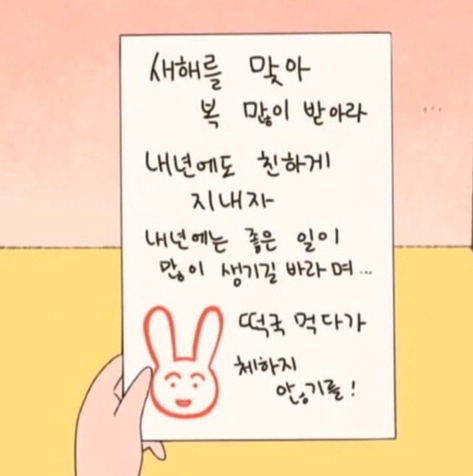 새해를 맞아
복 많이 받아라
내년에도 친하게
지내자
내년에는 좋은 일이
많이 생기길 바라며...
떡국 먹다가
체하지
않기를!